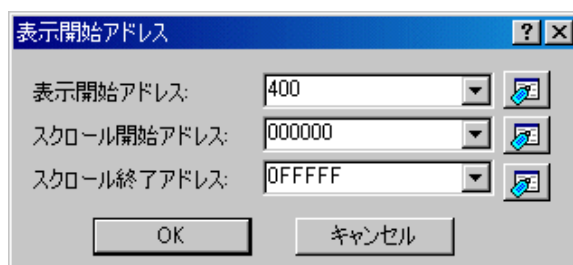 表示開始アドレス
表示開始アドレス: 400
スクロール開始アドレス: 000000
スクロール終了アドレス: 0FFFFF
OK キャンセル